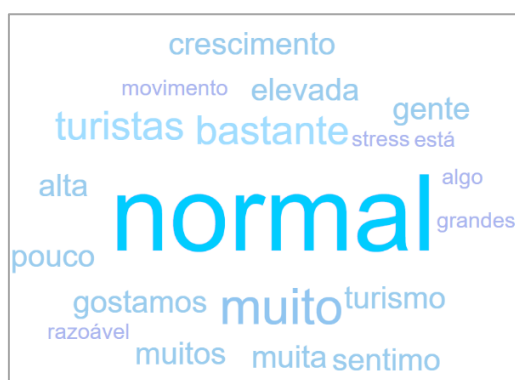 crescimento
movimento elevada
gente
turistas bastante
stress está
alta
normal
algo
grandes
pouco
gostamos muito turismo
razoável
muitos muita sentimo